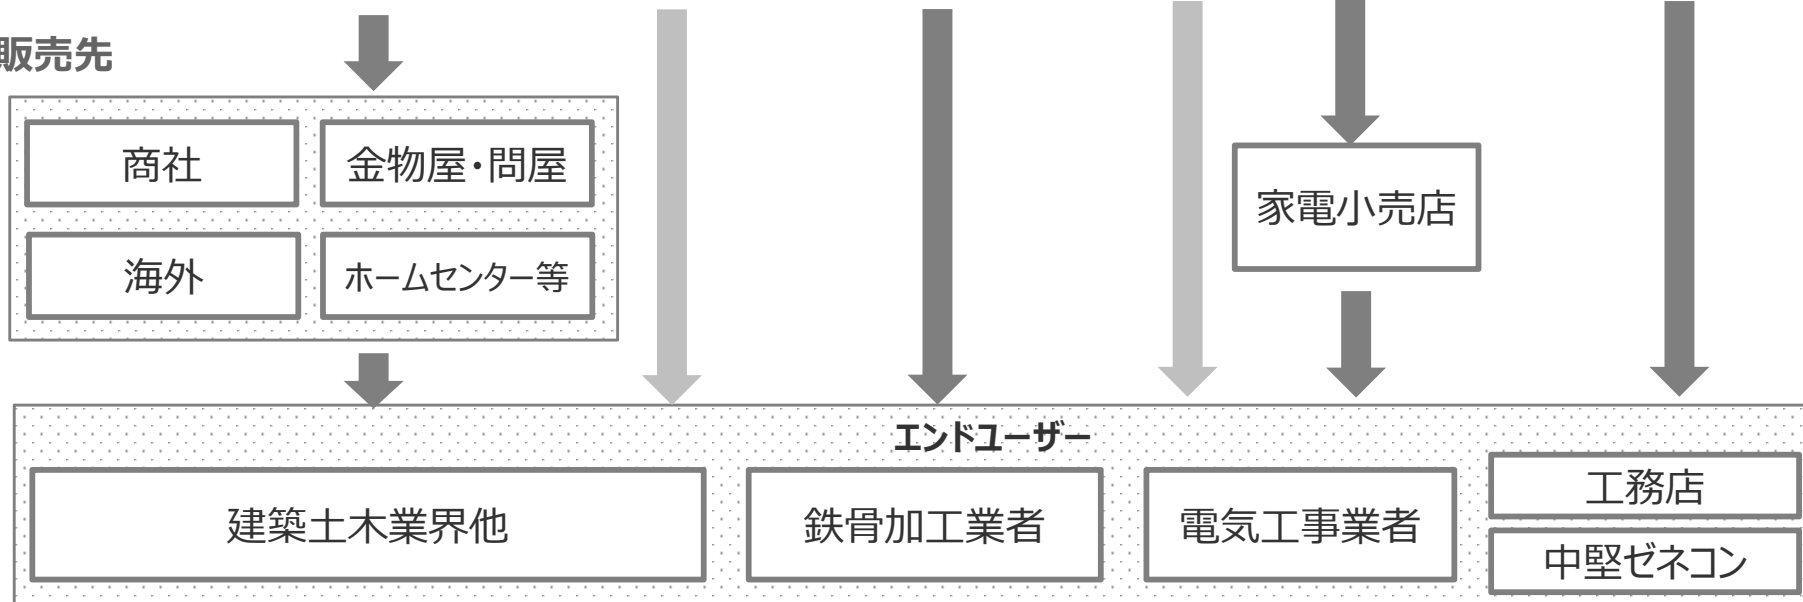 販売先
商社
金物屋・問屋
海外
ホームセンター等
家電小売店
エンドユーザー
建築土木業界他
鉄骨加工業者
電気工事業者
工務店
中堅ゼネコン